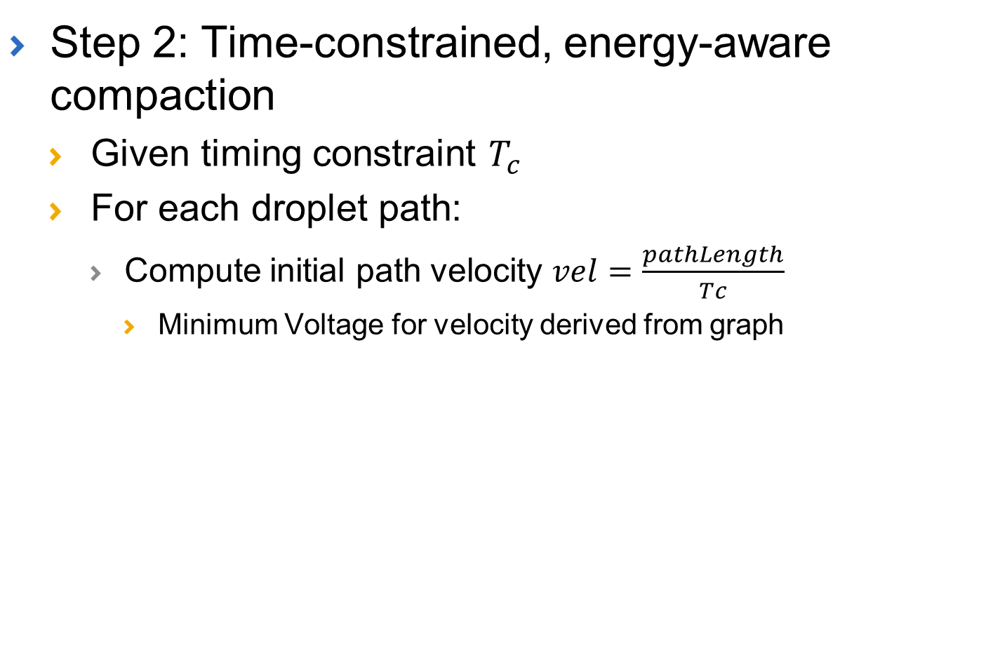 Step 2: Time-constrained, energy-aware
compaction
Given timing constraint $T_c$
For each droplet path:
Compute initial path velocity $vel = \frac{pathLength}{Tc}$
Minimum Voltage for velocity derived from graph